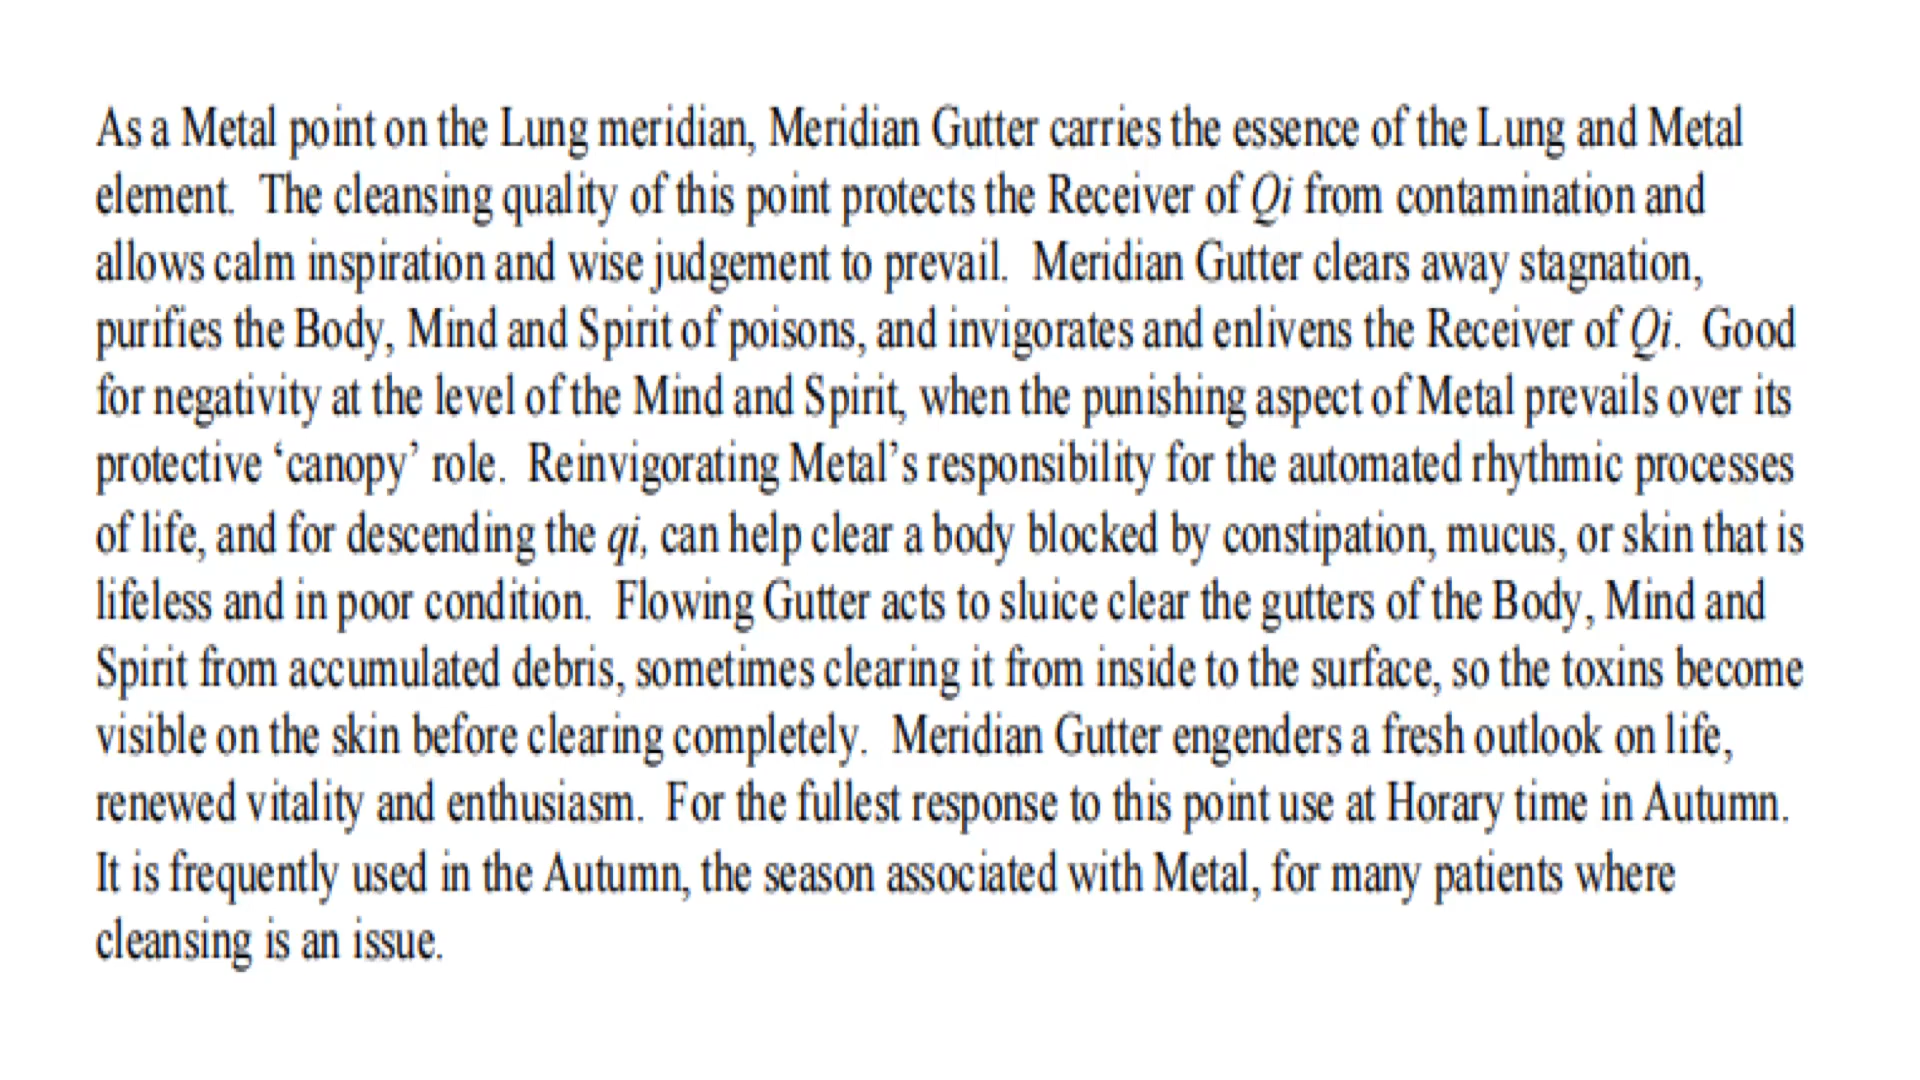 As a Metal point on the Lung meridian, Meridian Gutter carries the essence of the Lung and Metal
element.  The cleansing quality of this point protects the Receiver of Qi from contamination and
allows calm inspiration and wise judgement to prevail.  Meridian Gutter clears away stagnation,
purifies the Body, Mind and Spirit of poisons, and invigorates and enlivens the Receiver of Qi.  Good
for negativity at the level of the Mind and Spirit, when the punishing aspect of Metal prevails over its
protective ‘canopy’ role.  Reinvigorating Metal’s responsibility for the automated rhythmic processes
of life, and for descending the qi, can help clear a body blocked by constipation, mucus, or skin that is
lifeless and in poor condition.  Flowing Gutter acts to sluice clear the gutters of the Body, Mind and
Spirit from accumulated debris, sometimes clearing it from inside to the surface, so the toxins become
visible on the skin before clearing completely.  Meridian Gutter engenders a fresh outlook on life,
renewed vitality and enthusiasm.  For the fullest response to this point use at Horary time in Autumn.
It is frequently used in the Autumn, the season associated with Metal, for many patients where
cleansing is an issue.